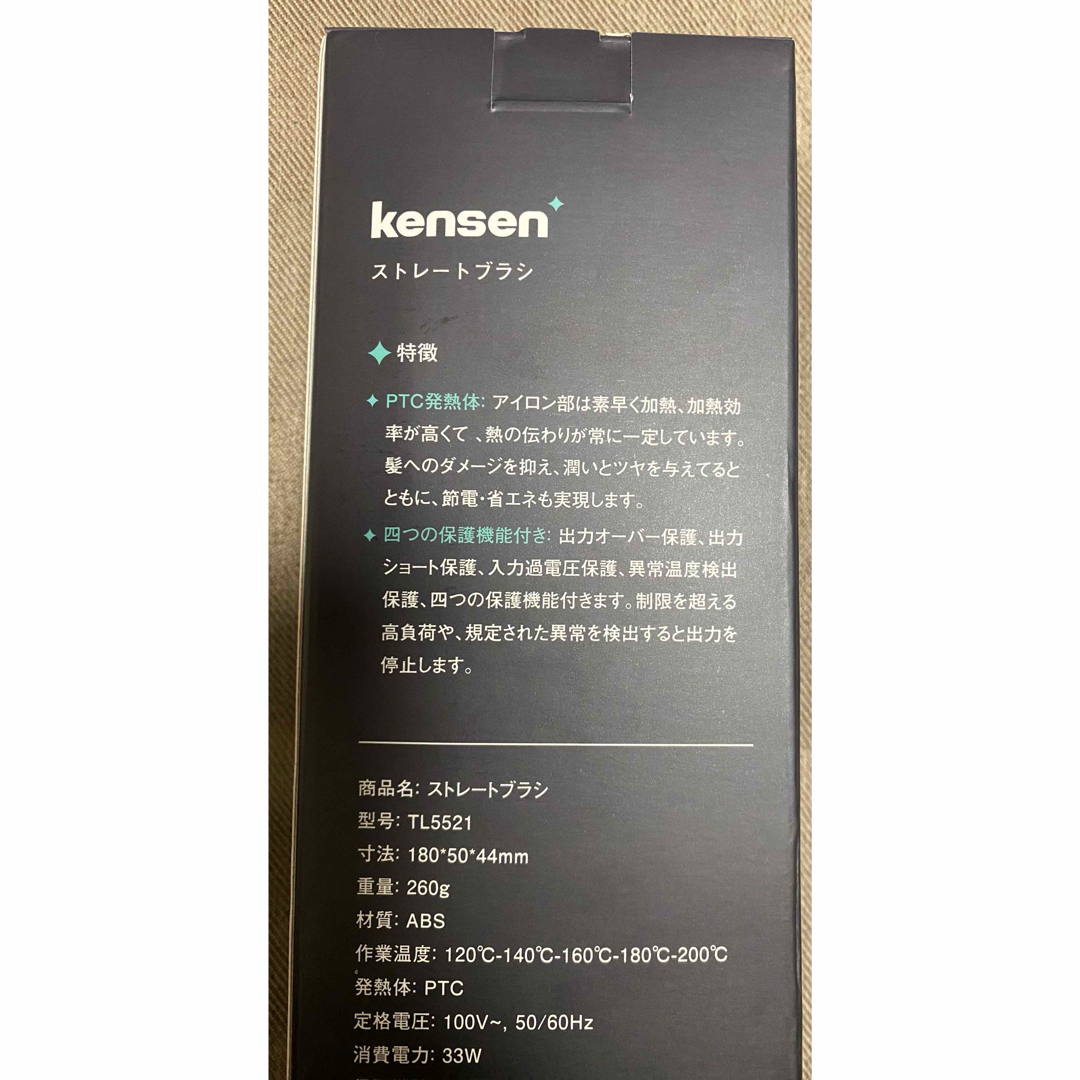 kensen
ストレートブラシ
特徴
PTC発熱体: アイロン部は素早く加熱、加熱効
率が高くて 、熱の伝わりが常に一定しています。
髪へのダメージを抑え、潤いとツヤを与えてると
ともに、節電・省エネも実現します。
四つの保護機能付き: 出力オーバー保護、出力
ショート保護、入力過電圧保護、異常温度検出
保護、四つの保護機能付きます。制限を超える
高負荷や、規定された異常を検出すると出力を
停止します。
商品名: ストレートブラシ
型号: TL5521
寸法: 180*50*44mm
重量: 260g
材質: ABS
作業温度: 120℃-140℃-160℃-180℃-200℃
発熱体: PTC
定格電圧: 100V~, 50/60Hz
消費電力: 33W